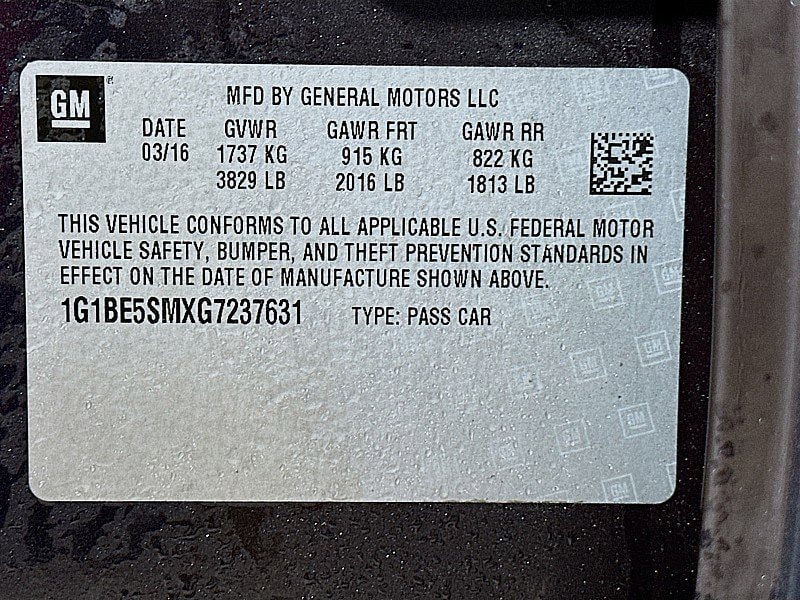 GM
MFD BY GENERAL MOTORS LLC
DATE GVWR GAWR FRT GAWR RR
03/16 1737 KG 915 KG 822 KG
3829 LB 2016 LB 1813 LB
THIS VEHICLE CONFORMS TO ALL APPLICABLE U.S. FEDERAL MOTOR
VEHICLE SAFETY, BUMPER, AND THEFT PREVENTION STANDARDS IN
EFFECT ON THE DATE OF MANUFACTURE SHOWN ABOVE.
1G1BE5SMXG7237631 TYPE: PASS CAR